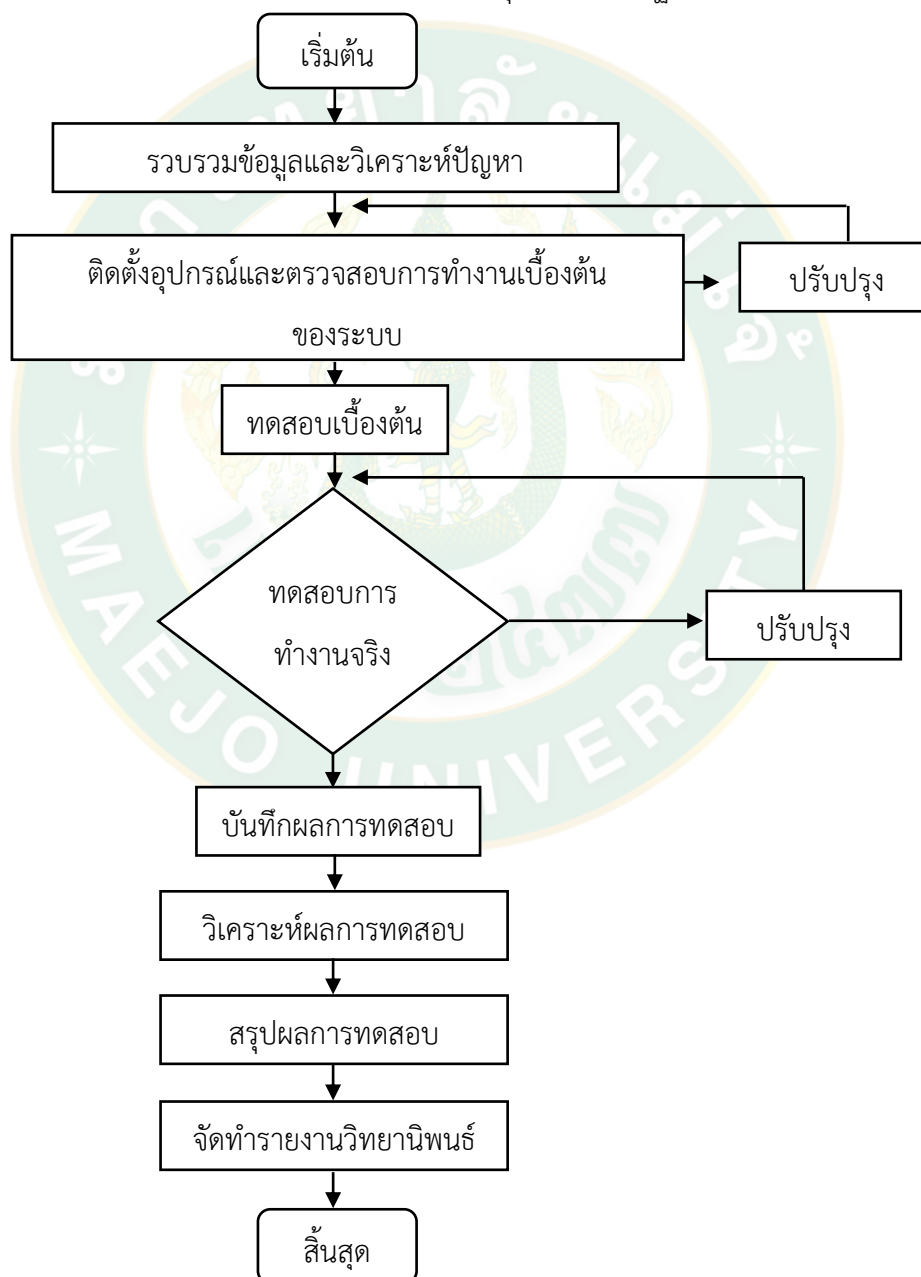 เริ่มต้น
รวบรวมข้อมูลและวิเคราะห์ปัญหา
ติดตั้งอุปกรณ์และตรวจสอบการทำงานเบื้องต้น
ของระบบ
ปรับปรุง
ทดสอบเบื้องต้น
ทดสอบการ
ทำงานจริง
ปรับปรุง
บันทึกผลการทดสอบ
วิเคราะห์ผลการทดสอบ
สรุปผลการทดสอบ
จัดทำรายงานวิทยานิพนธ์
สิ้นสุด
MAEJO UNIVERSITY